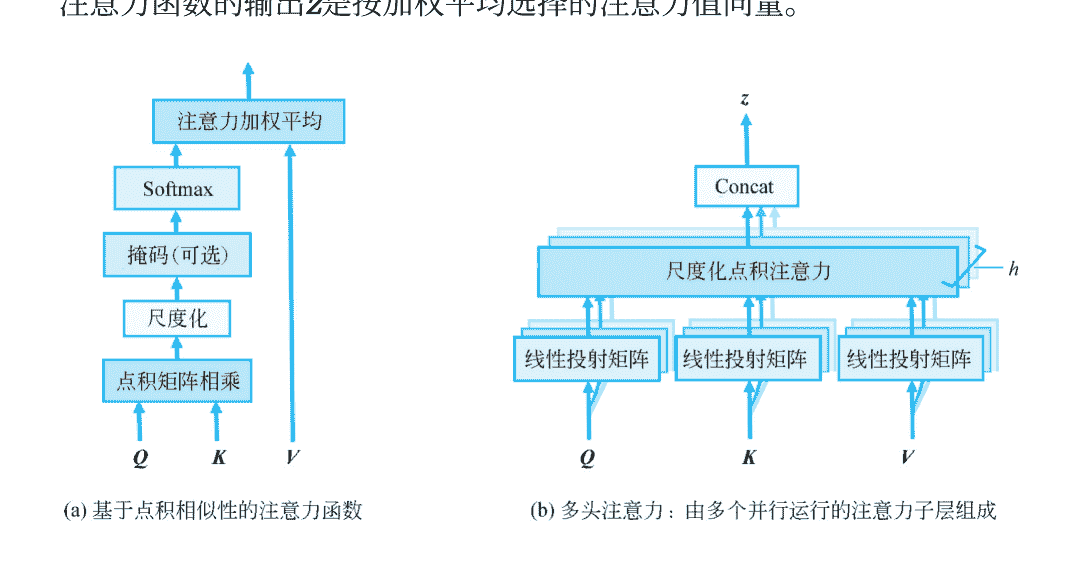 注意力函数的输出z是按加权平均选择的注意力值向量。
注意力加权平均
Softmax
掩码(可选)
尺度化
点积矩阵相乘
Q K V
(a) 基于点积相似性的注意力函数
z
Concat
尺度化点积注意力
h
线性投射矩阵 线性投射矩阵 线性投射矩阵
Q K V
(b) 多头注意力：由多个并行运行的注意力子层组成